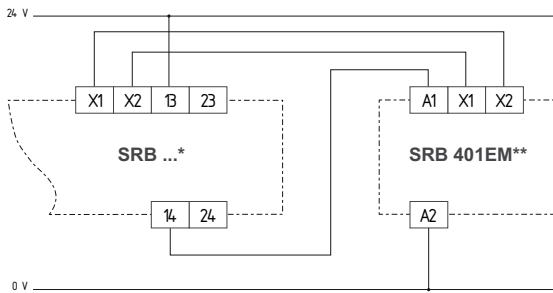 24 V
X1 X2 13 23 A1 X1 X2
SRB ...* SRB 401EM**
14 24 A2
0 V